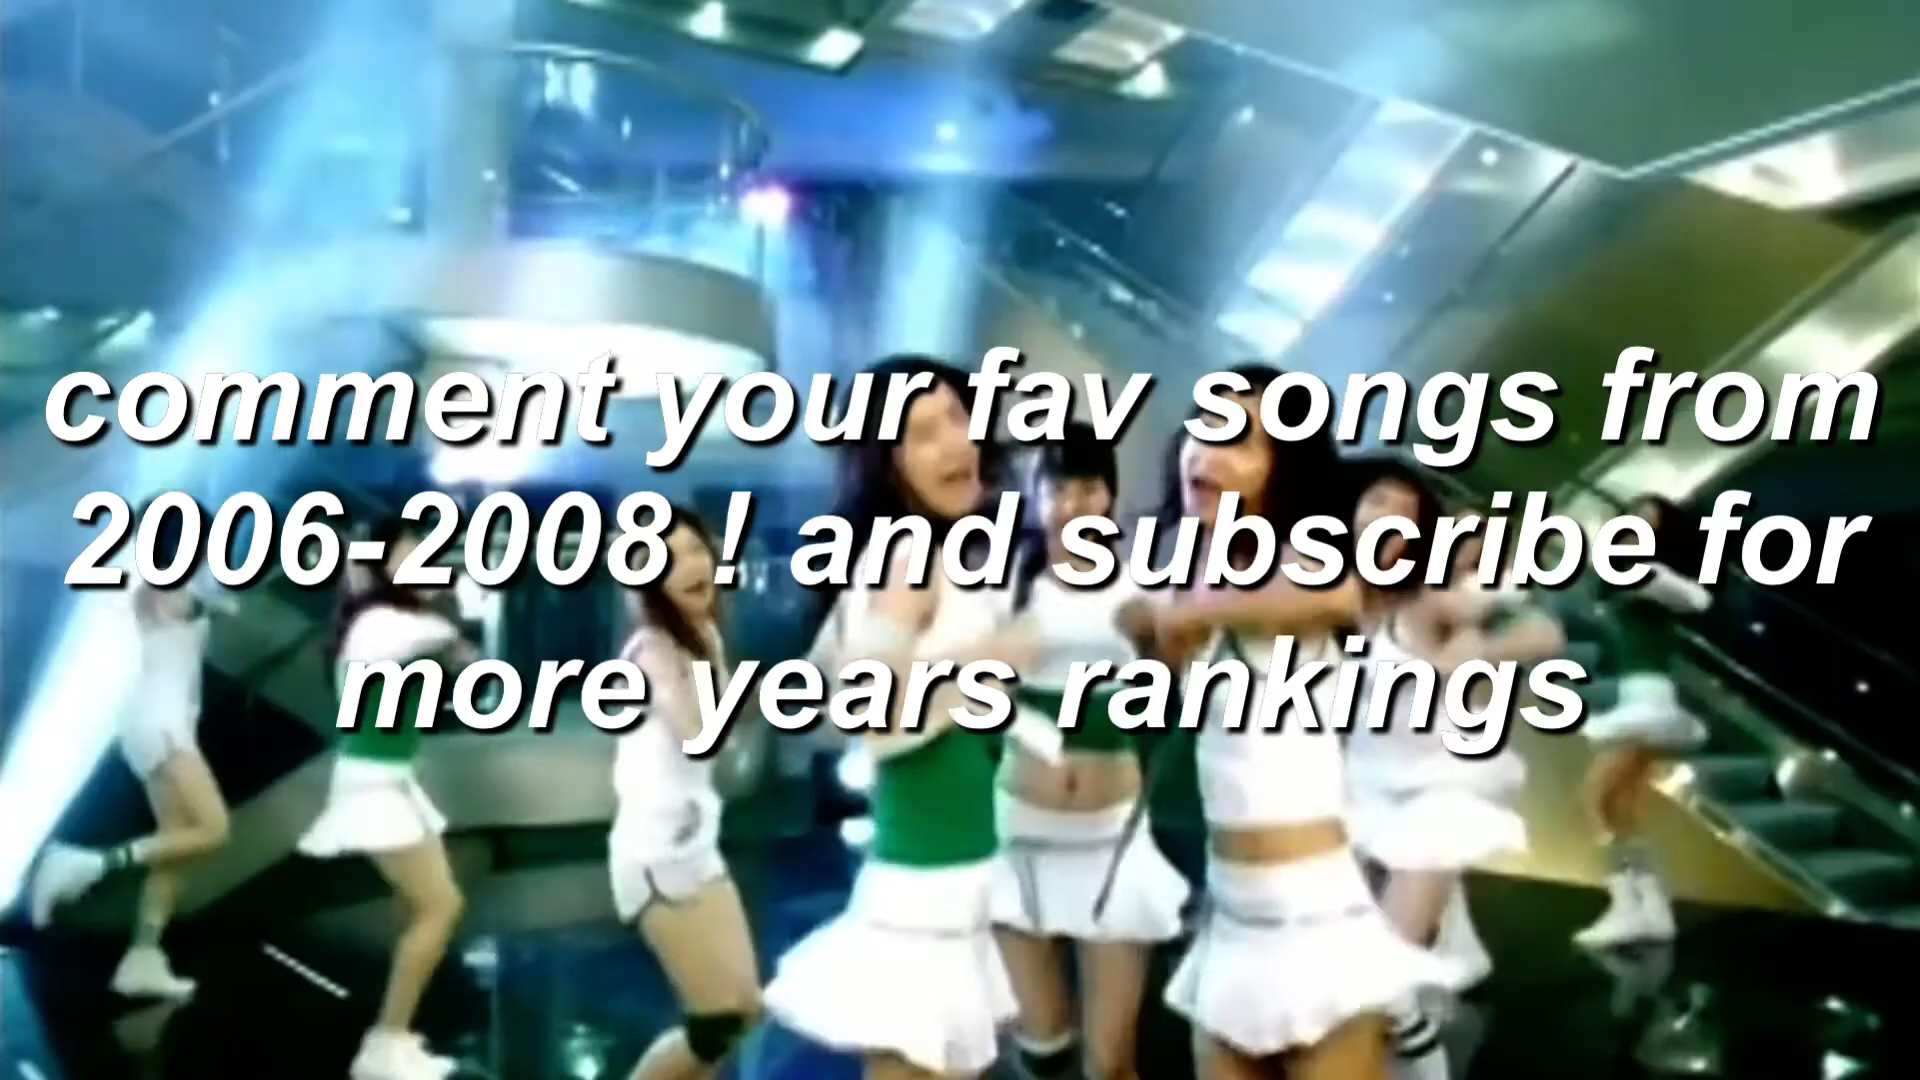 comment your fav songs from
2006-2008 ! and subscribe for
more years rankings